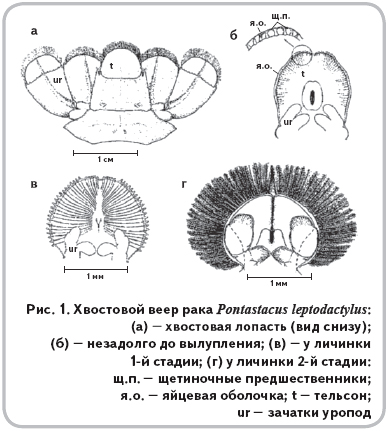 а
б
щ.п.
я.о.
я.о.
t
t
ur
ur
1 см
в
г
ur
1 мм
1 мм
Рис. 1. Хвостовой веер рака Pontastacus leptodactylus:
(а) – хвостовая лопасть (вид снизу);
(б) – незадолго до вылупления; (в) – у личинки
1-й стадии; (г) у личинки 2-й стадии:
щ.п. – щетиночные предшественники;
я.о. – яйцевая оболочка; t – тельсон;
ur – зачатки уропод